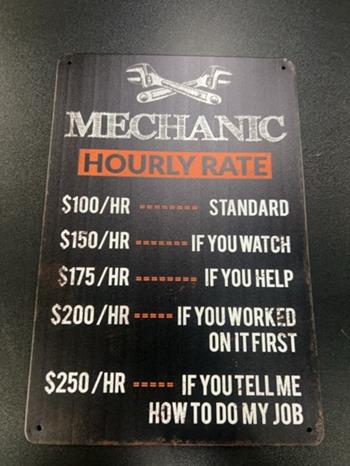 MECHANIC
HOURLY RATE
$100/HR -------- STANDARD
$150/HR ------- IF YOU WATCH
$175/HR -------- IF YOU HELP
$200/HR ----- IF YOU WORKED
ON IT FIRST
$250/HR ----- IF YOU TELL ME
HOW TO DO MY JOB